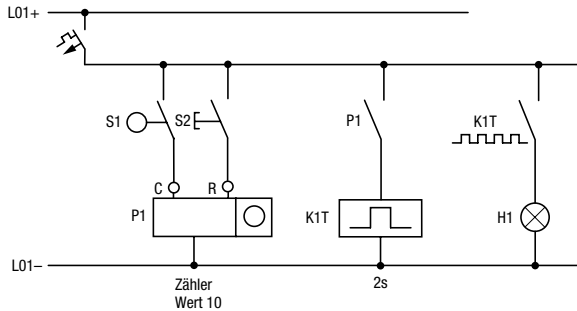 L01+
S1
S2
P1
K1T
C
R
P1
K1T
H1
L01–
Zähler
Wert 10
2s